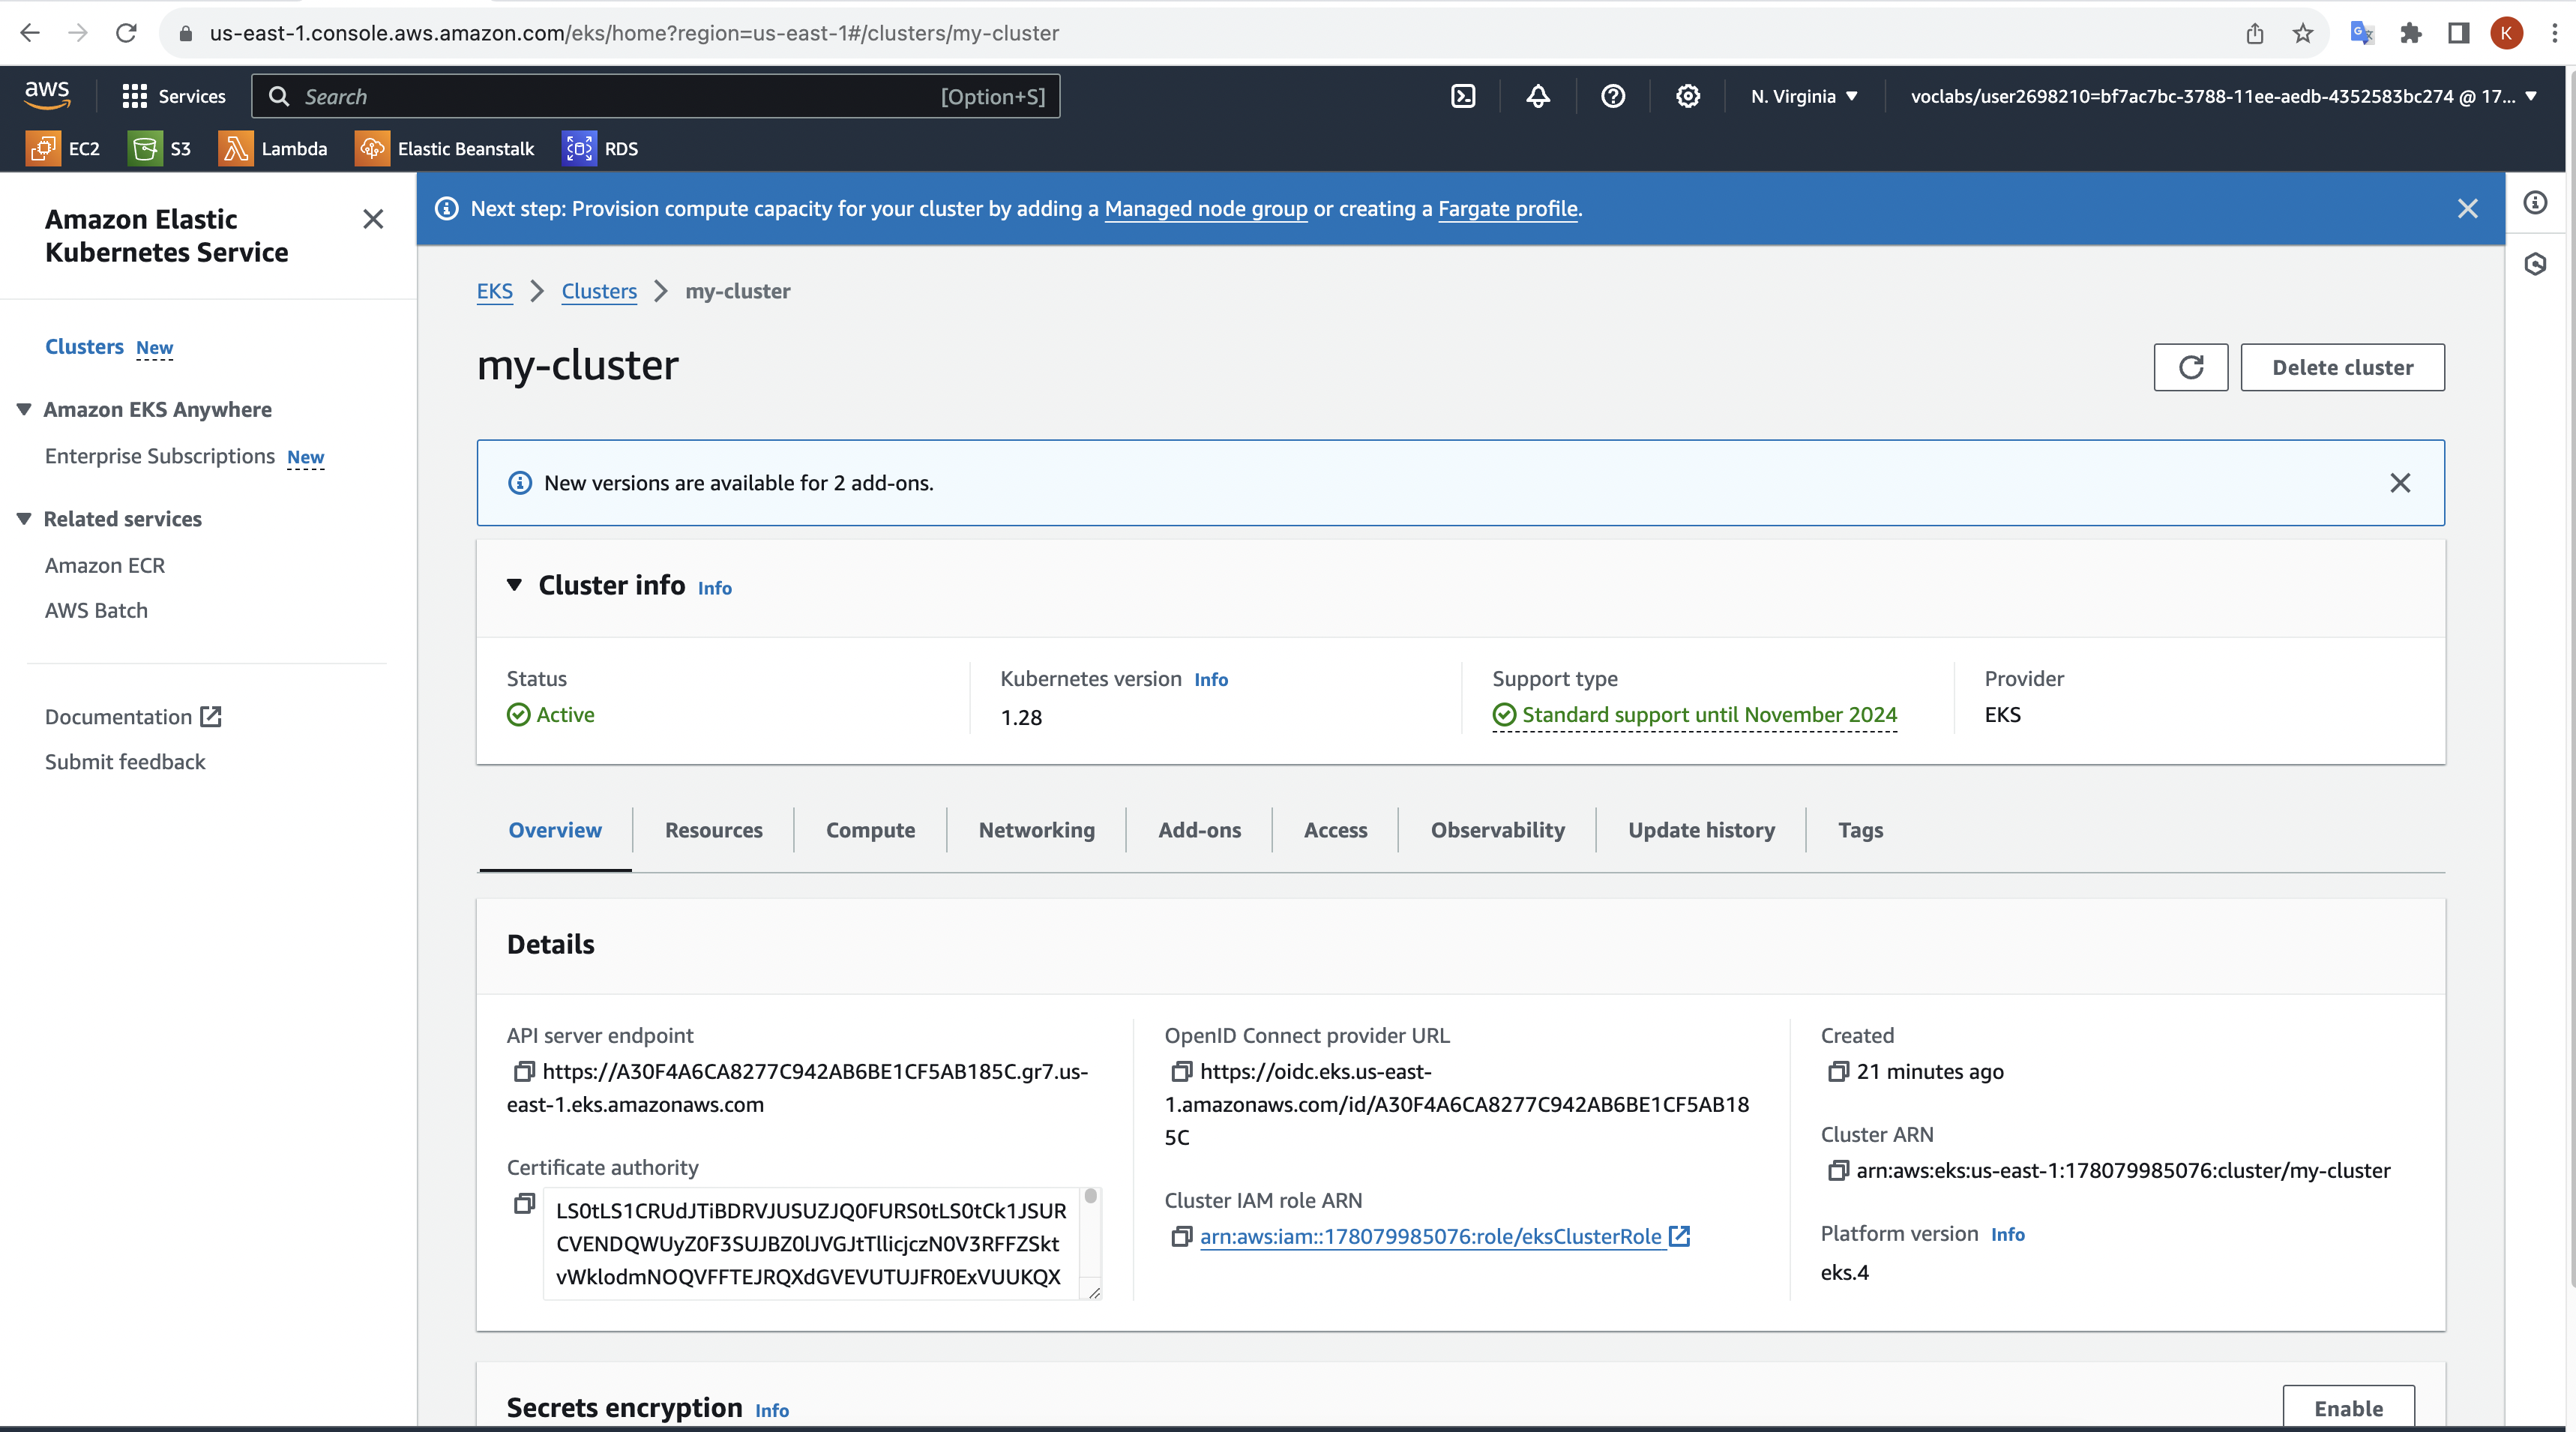 us-east-1.console.aws.amazon.com/eks/home?region=us-east-1#/clusters/my-cluster
K
aws
Services
Search
[Option+S]
N. Virginia
voclabs/user2698210=bf7ac7bc-3788-11ee-aedb-4352583bc274 @ 17...
EC2
S3
Lambda
Elastic Beanstalk
RDS
Amazon Elastic
Kubernetes Service
Clusters New
Amazon EKS Anywhere
Enterprise Subscriptions New
Related services
Amazon ECR
AWS Batch
Documentation
Submit feedback
Next step: Provision compute capacity for your cluster by adding a Managed node group or creating a Fargate profile.
EKS
Clusters
my-cluster
my-cluster
Delete cluster
New versions are available for 2 add-ons.
Cluster info Info
Status
Active
Kubernetes version Info
1.28
Support type
Standard support until November 2024
Provider
EKS
Overview
Resources
Compute
Networking
Add-ons
Access
Observability
Update history
Tags
Details
API server endpoint
https://A30F4A6CA8277C942AB6BE1CF5AB185C.gr7.us-
east-1.eks.amazonaws.com
Certificate authority
LS0tLS1CRUdJTiBDRVJUSUZJQ0FURS0tLS0tCk1JSUR
CVENDQWUyZ0F3SUJBZ0lJVGJtTllicjczN0V3RFFZSkt
vWklodmNOQVFFTEJRQXdGVEVUTUJFR0ExVUUKQX
OpenID Connect provider URL
https://oidc.eks.us-east-
1.amazonaws.com/id/A30F4A6CA8277C942AB6BE1CF5AB18
5C
Cluster IAM role ARN
arn:aws:iam::178079985076:role/eksClusterRole
Created
21 minutes ago
Cluster ARN
arn:aws:eks:us-east-1:178079985076:cluster/my-cluster
Platform version Info
eks.4
Secrets encryption Info
Enable